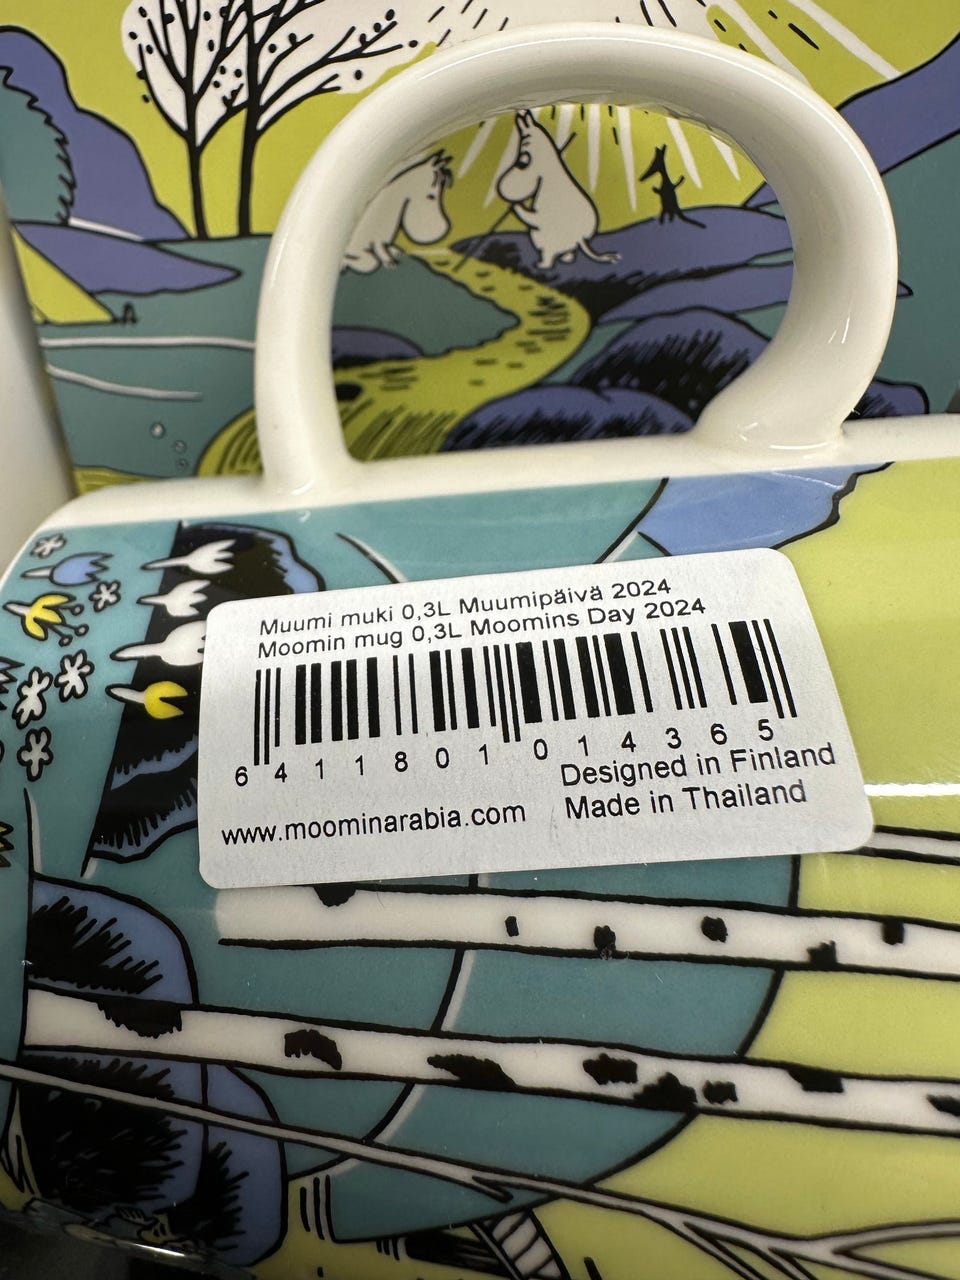 Muumi muki 0,3L Muumipäivä 2024
Moomin mug 0,3L Moomins Day 2024
6 411801 014365
Designed in Finland
www.moominarabia.com Made in Thailand